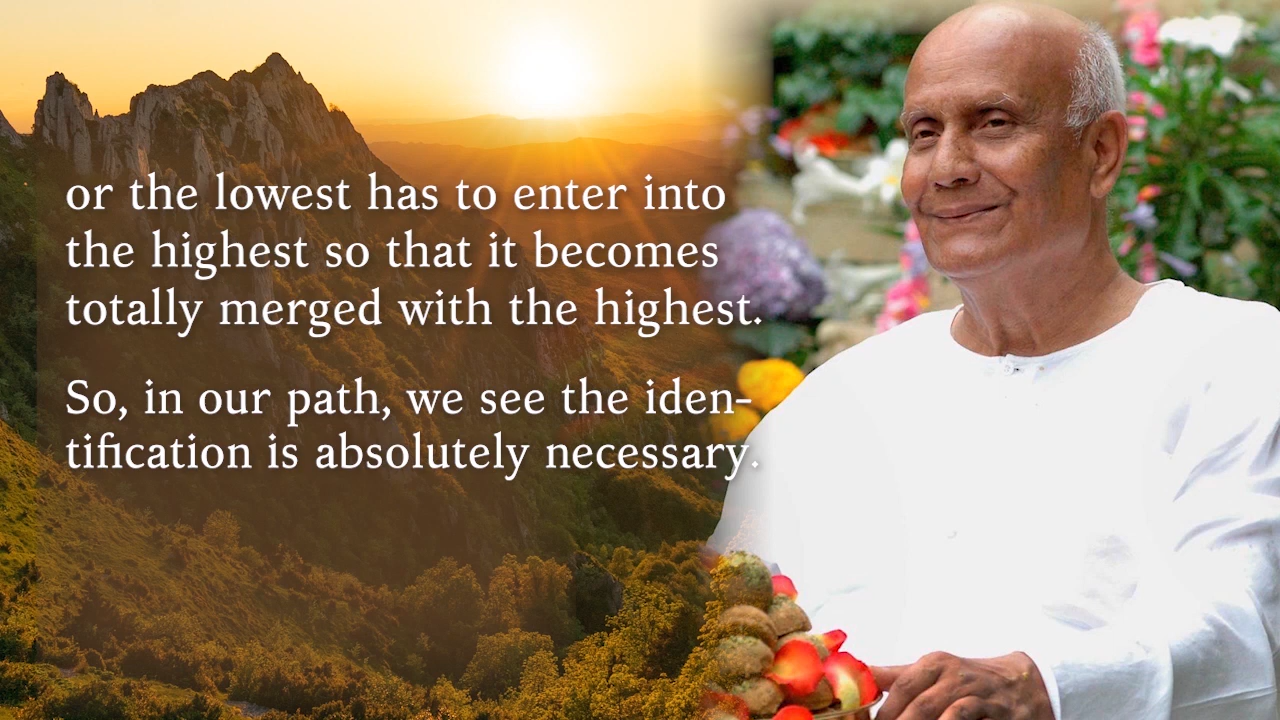 or the lowest has to enter into
the highest so that it becomes
totally merged with the highest.
So, in our path, we see the iden-
tification is absolutely necessary.